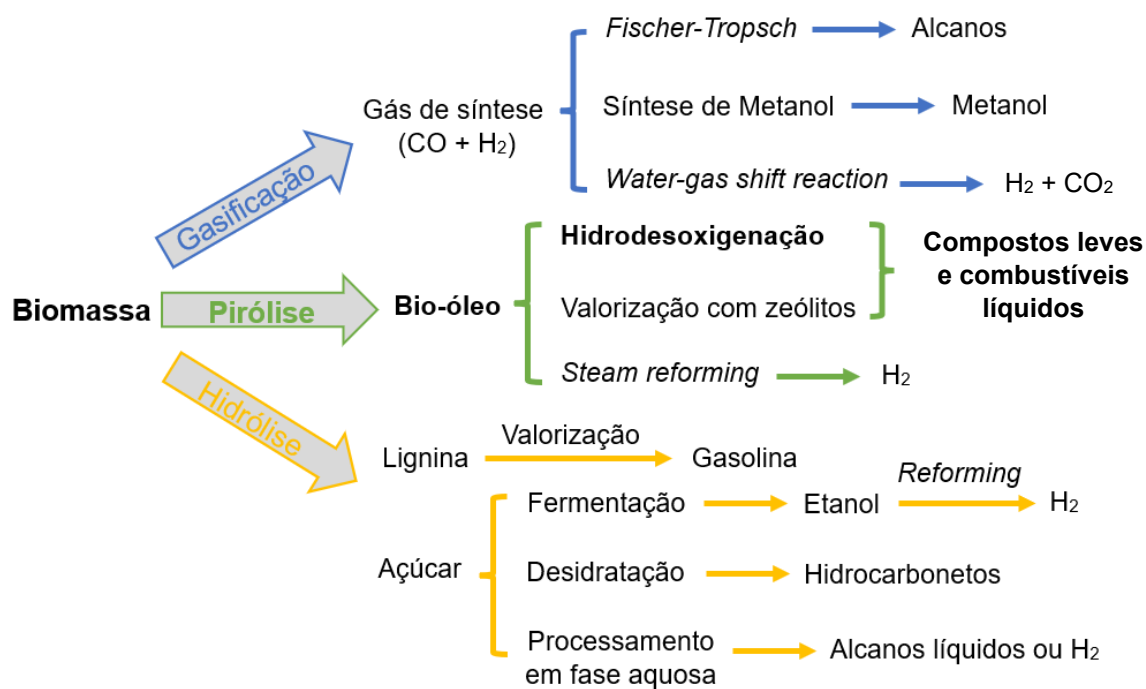 Fischer-Tropsch
Alcanos
Gás de síntese
(CO + H₂)
Síntese de Metanol
Metanol
Water-gas shift reaction
H₂ + CO₂
Gasificação
Biomassa
Pirólise
Bio-óleo
Hidrodesoxigenação
Valorização com zeólitos
Compostos leves
e combustíveis
líquidos
Steam reforming
H₂
Hidrólise
Lignina
Valorização
Gasolina
Açúcar
Fermentação
Etanol
Reforming
H₂
Desidratação
Hidrocarbonetos
Processamento
em fase aquosa
Alcanos líquidos ou H₂